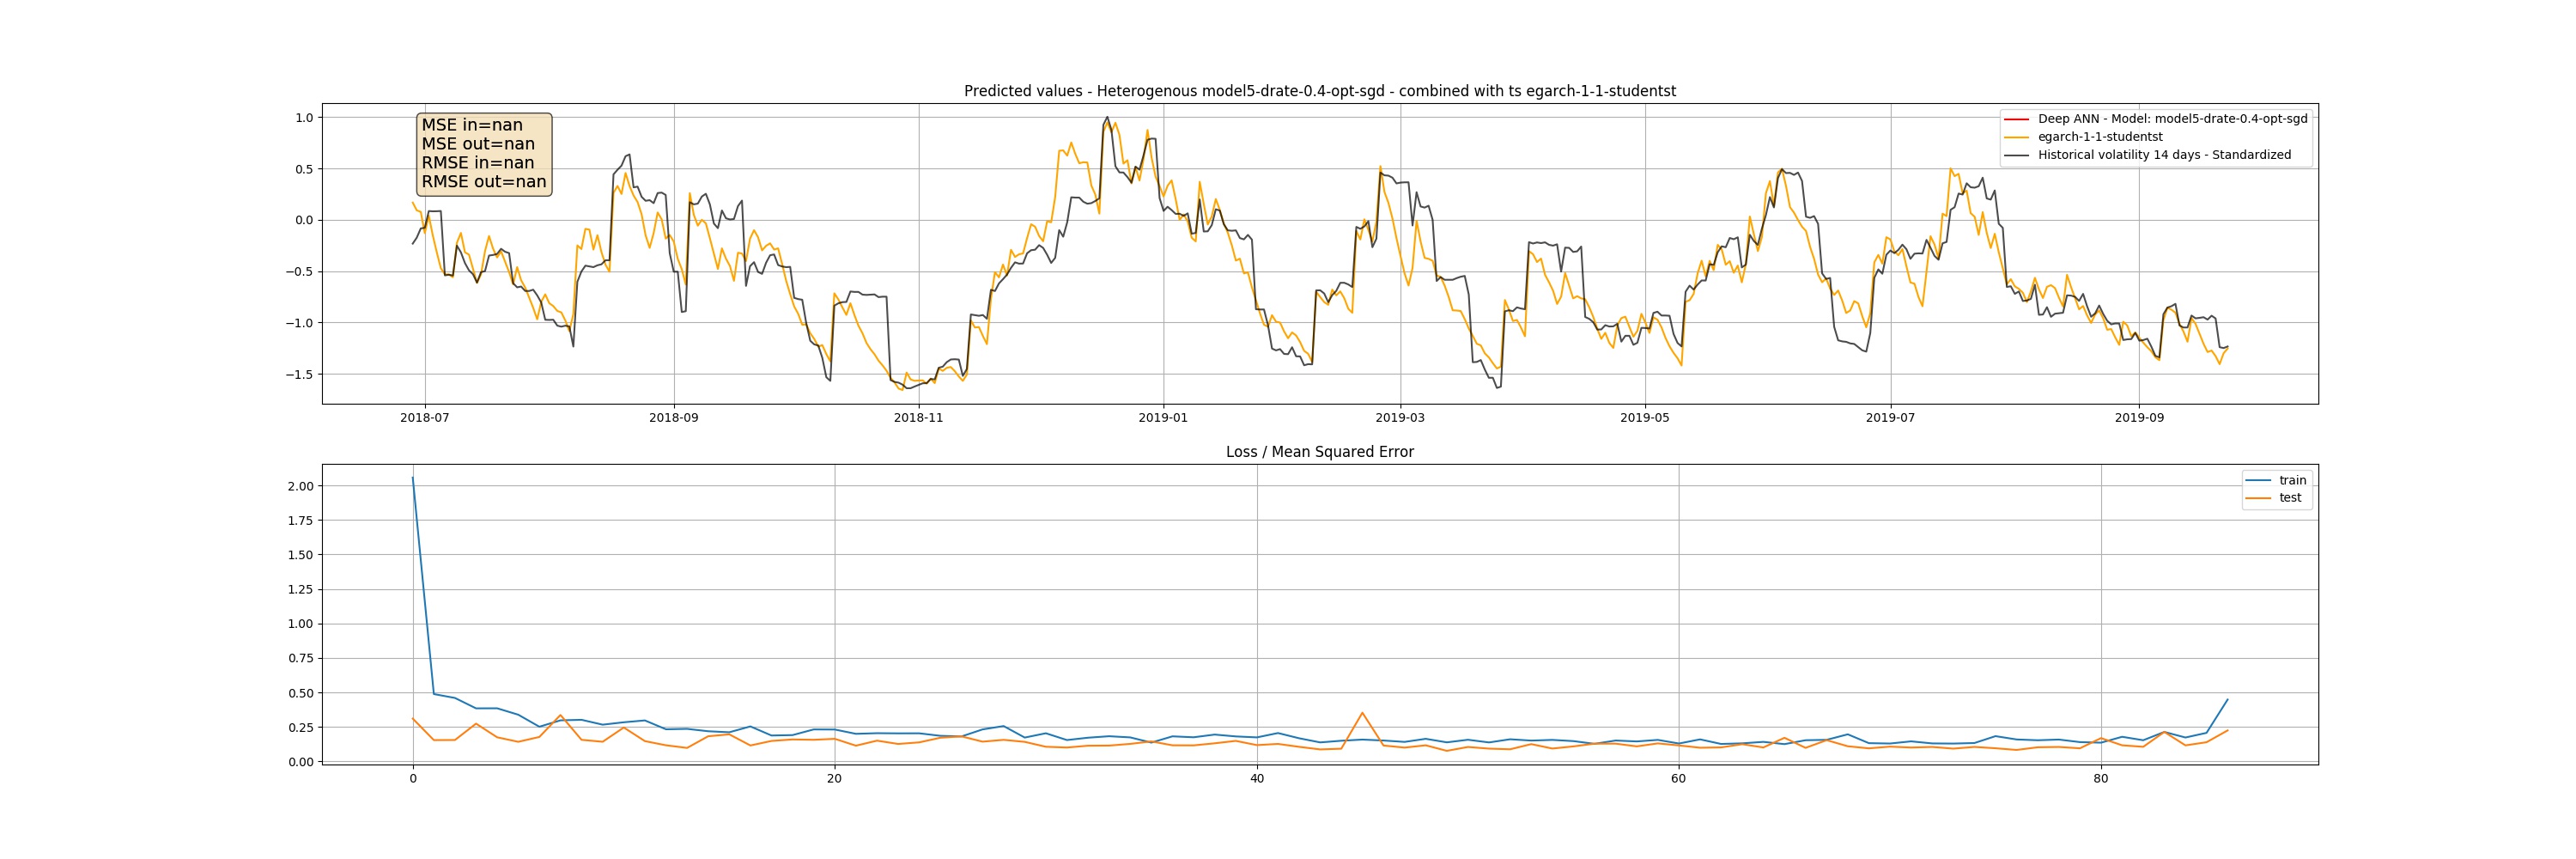 Predicted values - Heterogenous model5-drate-0.4-opt-sgd - combined with ts egarch-1-1-studentst
1.0
0.5
0.0
−0.5
−1.0
−1.5
MSE in=nan
MSE out=nan
RMSE in=nan
RMSE out=nan
Deep ANN - Model: model5-drate-0.4-opt-sgd
egarch-1-1-studentst
Historical volatility 14 days - Standardized
2018-07 2018-09 2018-11 2019-01 2019-03 2019-05 2019-07 2019-09
Loss / Mean Squared Error
2.00
1.75
1.50
1.25
1.00
0.75
0.50
0.25
0.00
train
test
0 20 40 60 80